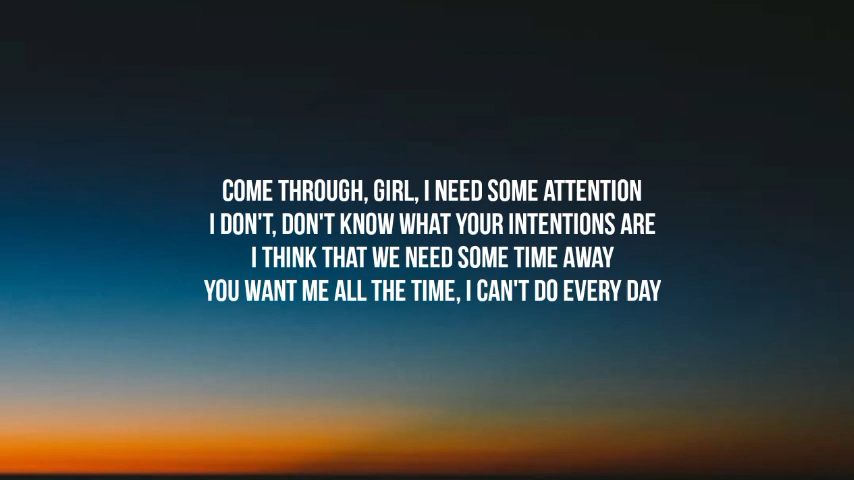 COME THROUGH, GIRL, I NEED SOME ATTENTION
I DON'T, DON'T KNOW WHAT YOUR INTENTIONS ARE
I THINK THAT WE NEED SOME TIME AWAY
YOU WANT ME ALL THE TIME, I CAN'T DO EVERY DAY